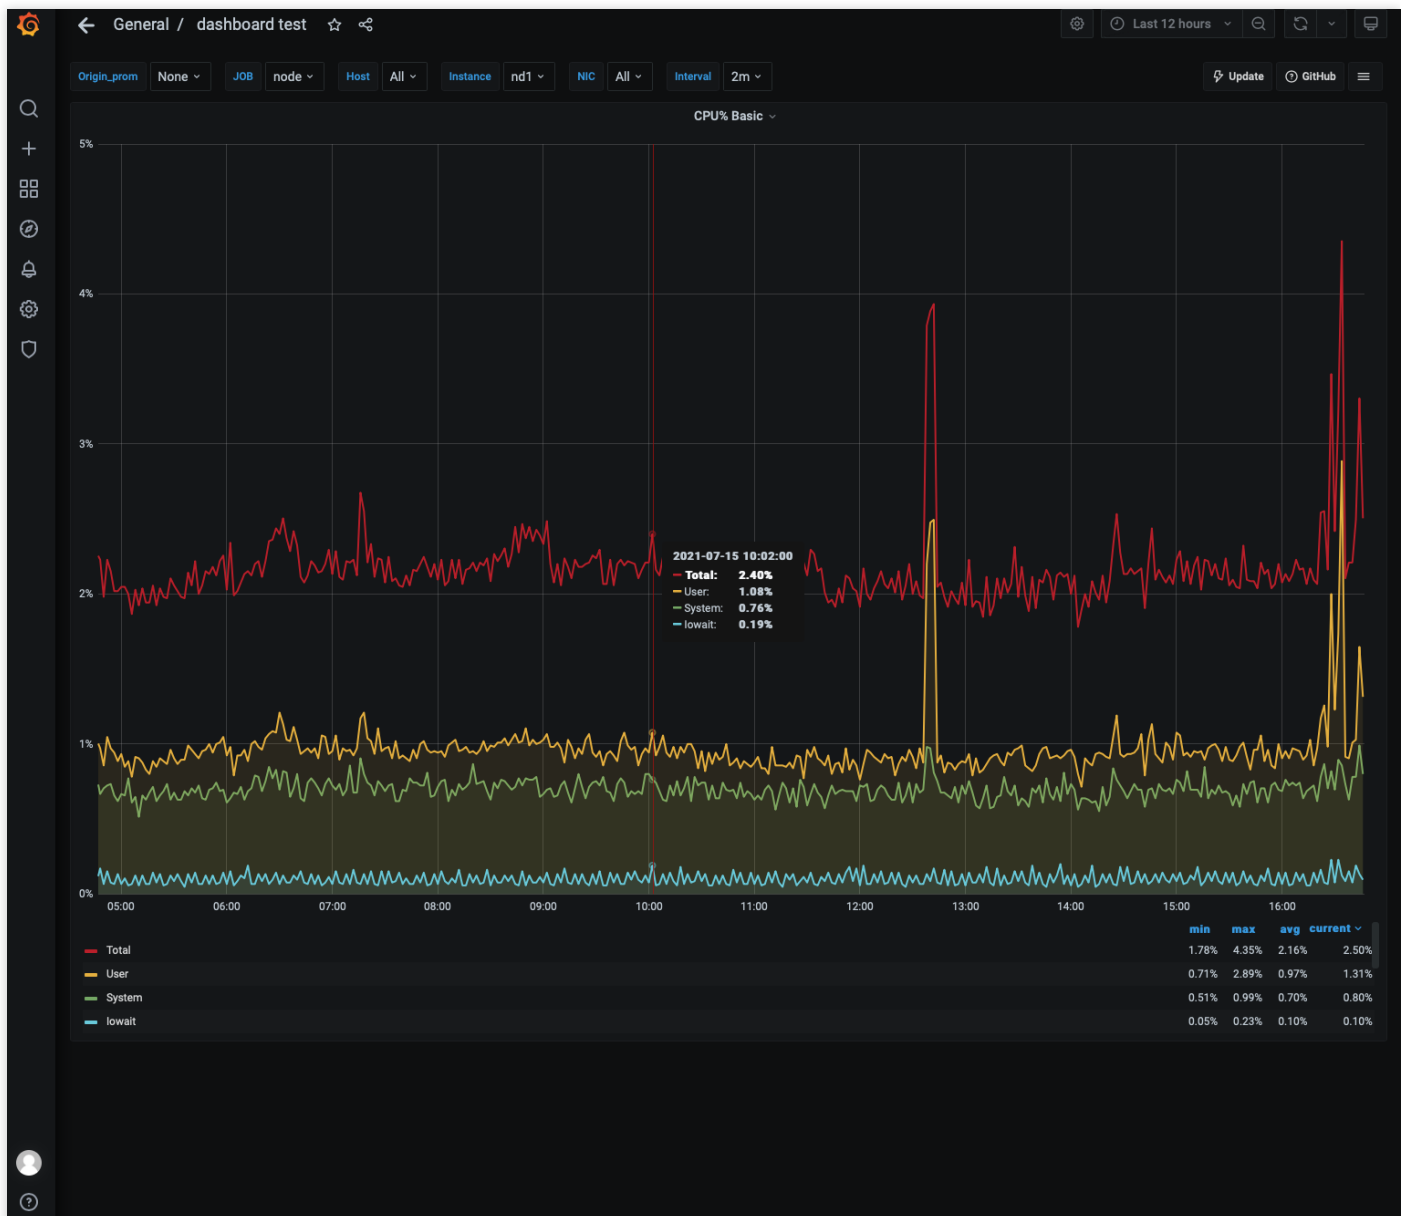 General / dashboard test
Last 12 hours
Origin_prom None JOB node Host All Instance nd1 NIC All Interval 2m Update GitHub
CPU% Basic
5%
4%
3%
2%
1%
0%
2021-07-15 10:02:00
Total: 2.40%
User: 1.08%
System: 0.76%
Iowait: 0.19%
05:00 06:00 07:00 08:00 09:00 10:00 11:00 12:00 13:00 14:00 15:00 16:00
min max avg current
Total 1.78% 4.35% 2.16% 2.50%
User 0.71% 2.89% 0.97% 1.31%
System 0.51% 0.99% 0.70% 0.80%
Iowait 0.05% 0.23% 0.10% 0.10%